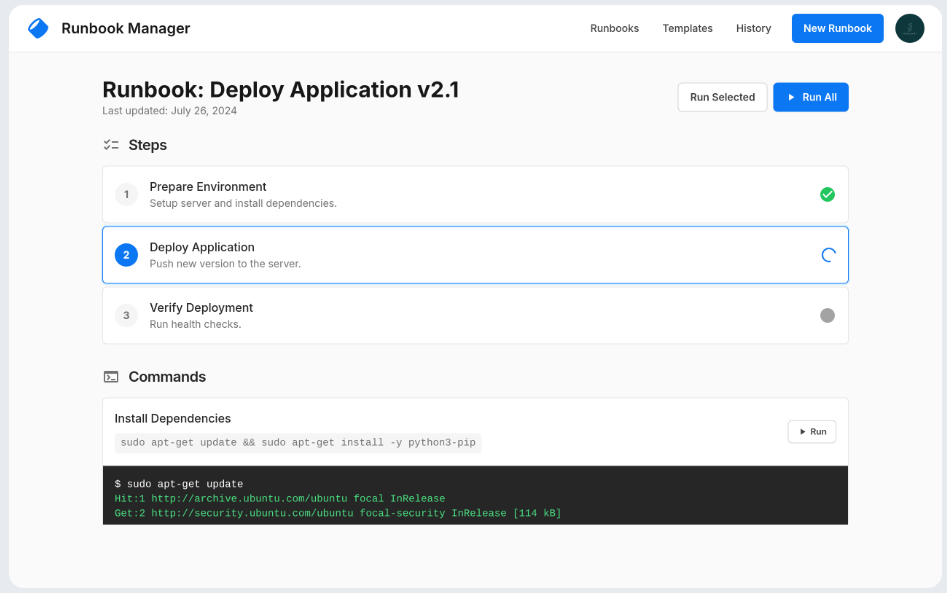 Runbook Manager
Runbooks
Templates
History
New Runbook
Runbook: Deploy Application v2.1
Last updated: July 26, 2024
Run Selected
Run All
Steps
1
Prepare Environment
Setup server and install dependencies.
2
Deploy Application
Push new version to the server.
3
Verify Deployment
Run health checks.
Commands
Install Dependencies
sudo apt-get update && sudo apt-get install -y python3-pip
Run
$ sudo apt-get update
Hit:1 http://archive.ubuntu.com/ubuntu focal InRelease
Get:2 http://security.ubuntu.com/ubuntu focal-security InRelease [114 kB]